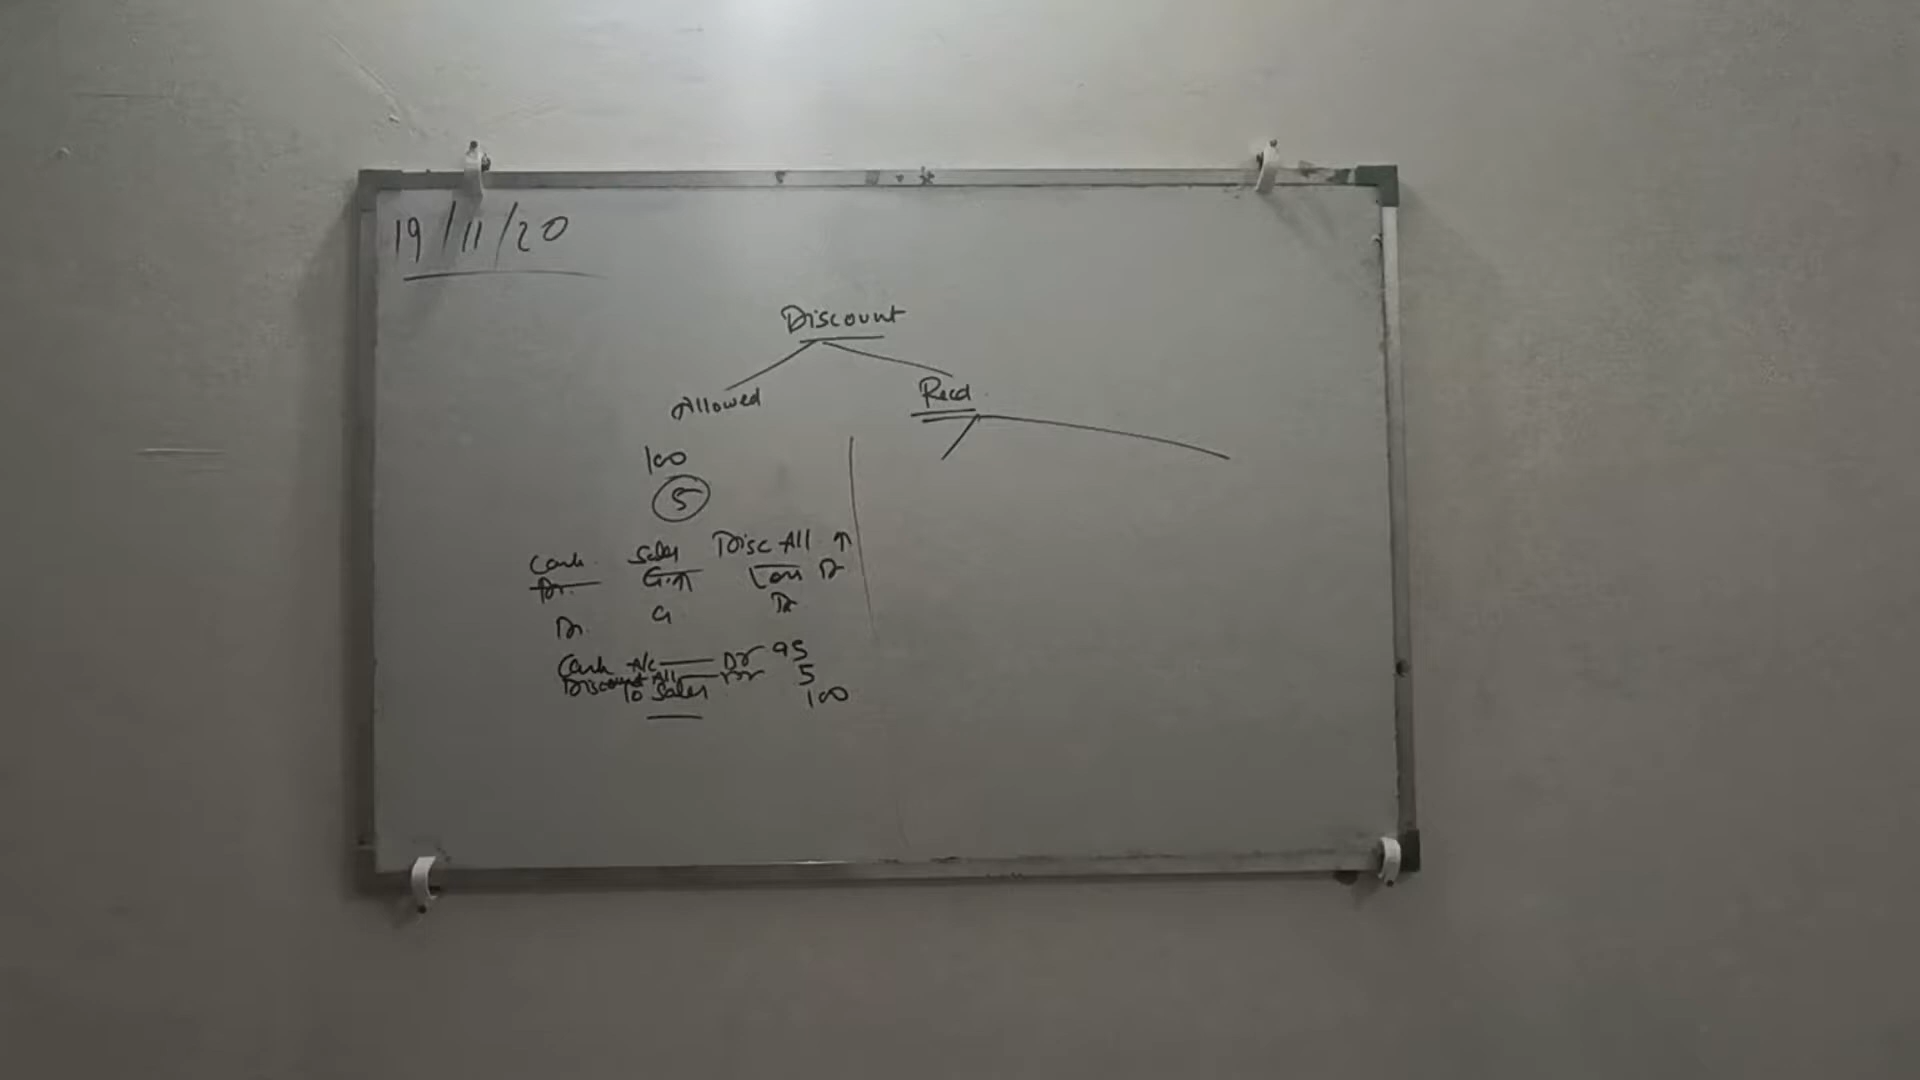 19/11/20
Discount
Allowed Recd.
100
5
Cash Sales Disc All ↑
Dr. G.↑ Loss Dr
Dr. G Dr
Cash A/c Dr 95
Discount All 5
To Sales 100